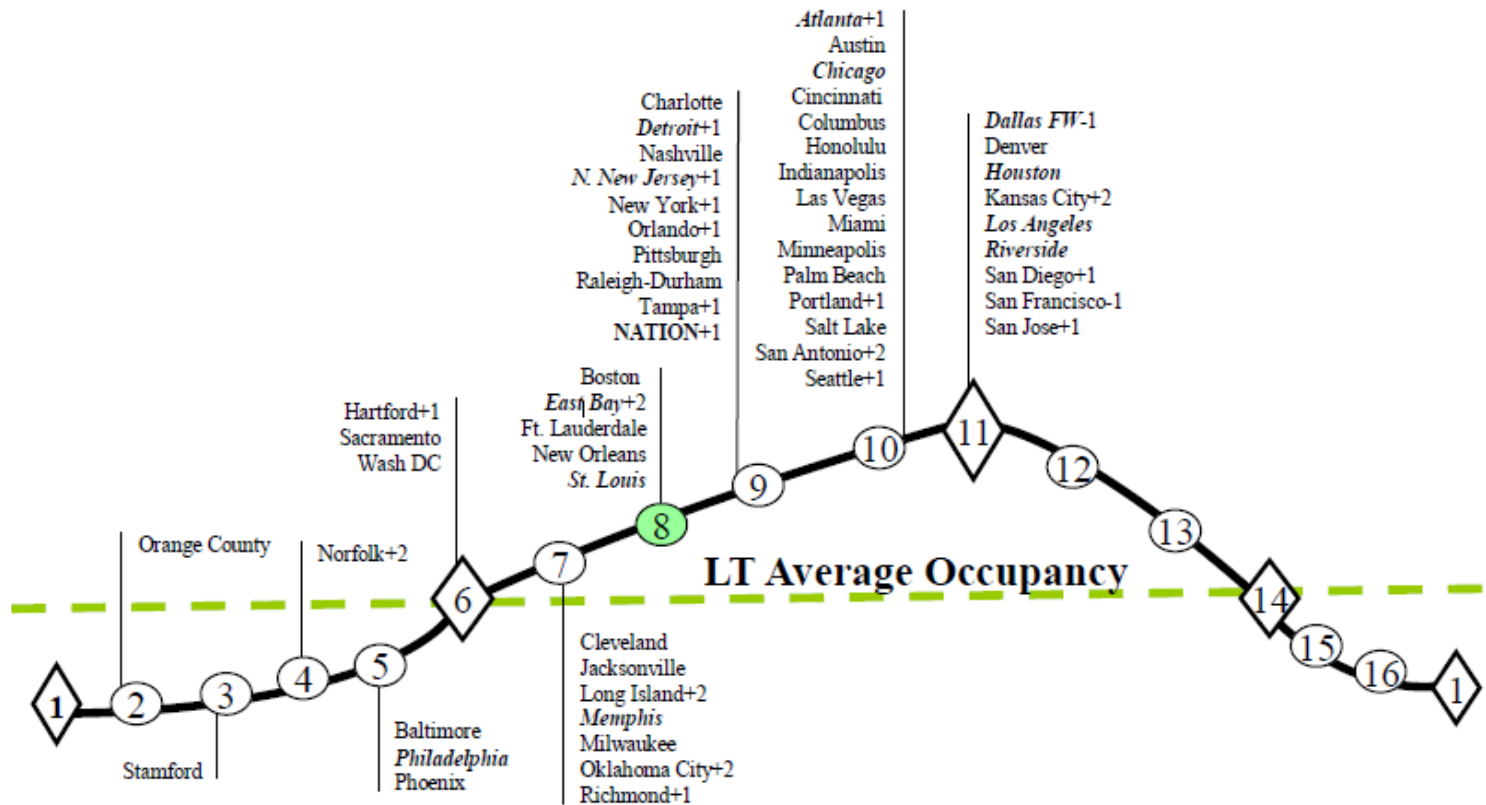 Atlanta+1
Austin
Chicago
Cincinnati
Columbus
Honolulu
Indianapolis
Las Vegas
Miami
Minneapolis
Palm Beach
Portland+1
Salt Lake
San Antonio+2
Seattle+1
Charlotte
Detroit+1
Nashville
N. New Jersey+1
New York+1
Orlando+1
Pittsburgh
Raleigh-Durham
Tampa+1
NATION+1
Dallas FW-1
Denver
Houston
Kansas City+2
Los Angeles
Riverside
San Diego+1
San Francisco-1
San Jose+1
Boston
East Bay+2
Ft. Lauderdale
New Orleans
St. Louis
Hartford+1
Sacramento
Wash DC
Orange County
Norfolk+2
LT Average Occupancy
1
2
3
4
5
6
7
8
9
10
11
12
13
14
15
16
1
Stamford
Baltimore
Philadelphia
Phoenix
Cleveland
Jacksonville
Long Island+2
Memphis
Milwaukee
Oklahoma City+2
Richmond+1